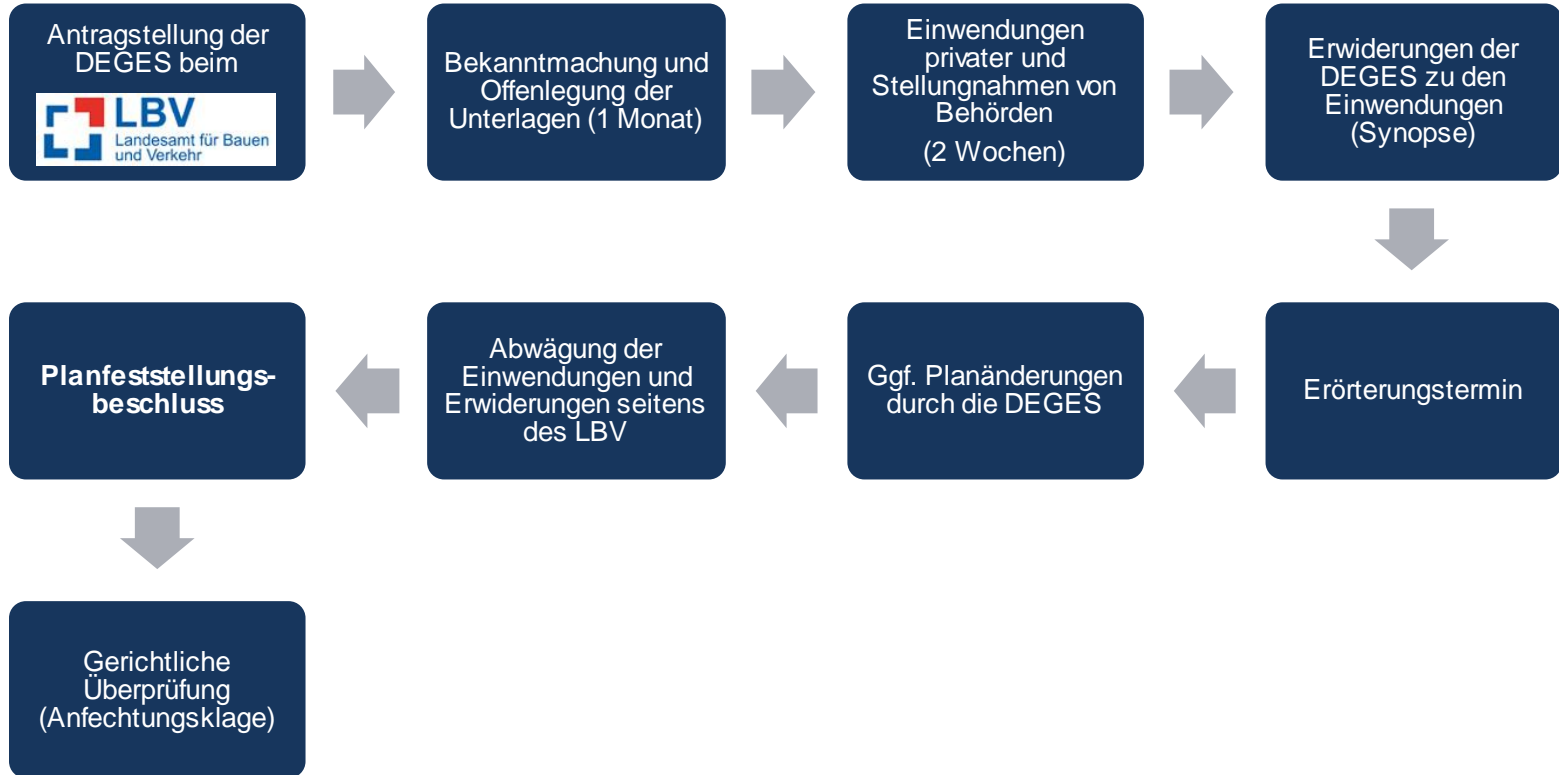 Antragstellung der
DEGES beim
LBV
Landesamt für Bauen
und Verkehr
Bekanntmachung und
Offenlegung der
Unterlagen (1 Monat)
Einwendungen
privater und
Stellungnahmen von
Behörden
(2 Wochen)
Erwiderungen der
DEGES zu den
Einwendungen
(Synopse)
Erörterungstermin
Ggf. Planänderungen
durch die DEGES
Abwägung der
Einwendungen und
Erwiderungen seitens
des LBV
Planfeststellungs-
beschluss
Gerichtliche
Überprüfung
(Anfechtungsklage)